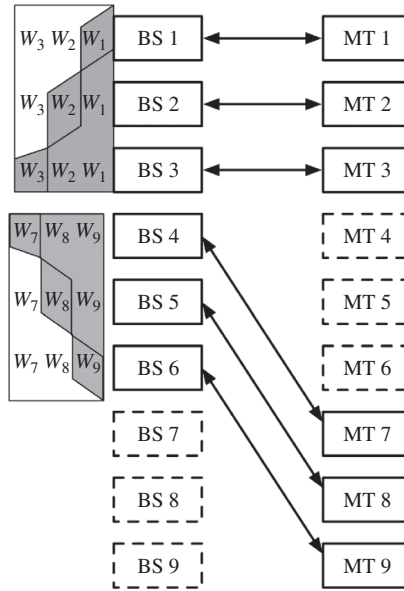 W3 W2 W1 BS 1 MT 1
W3 W2 W1 BS 2 MT 2
W3 W2 W1 BS 3 MT 3
W7 W8 W9 BS 4 MT 4
W7 W8 W9 BS 5 MT 5
W7 W8 W9 BS 6 MT 6
BS 7 MT 7
BS 8 MT 8
BS 9 MT 9